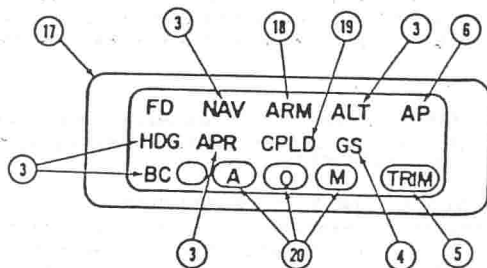 17 3 18 19 3 6
FD NAV ARM ALT AP
HDG APR CPLD GS
3 BC A O M TRIM
3 20 4 5